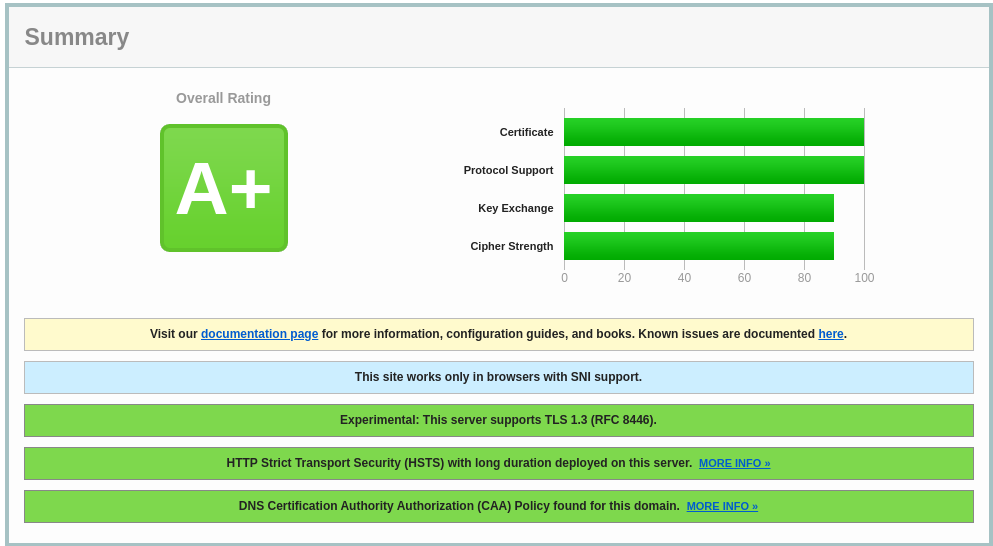 Summary
Overall Rating
A+
Certificate
Protocol Support
Key Exchange
Cipher Strength
0 20 40 60 80 100
Visit our documentation page for more information, configuration guides, and books. Known issues are documented here.
This site works only in browsers with SNI support.
Experimental: This server supports TLS 1.3 (RFC 8446).
HTTP Strict Transport Security (HSTS) with long duration deployed on this server. MORE INFO »
DNS Certification Authority Authorization (CAA) Policy found for this domain. MORE INFO »